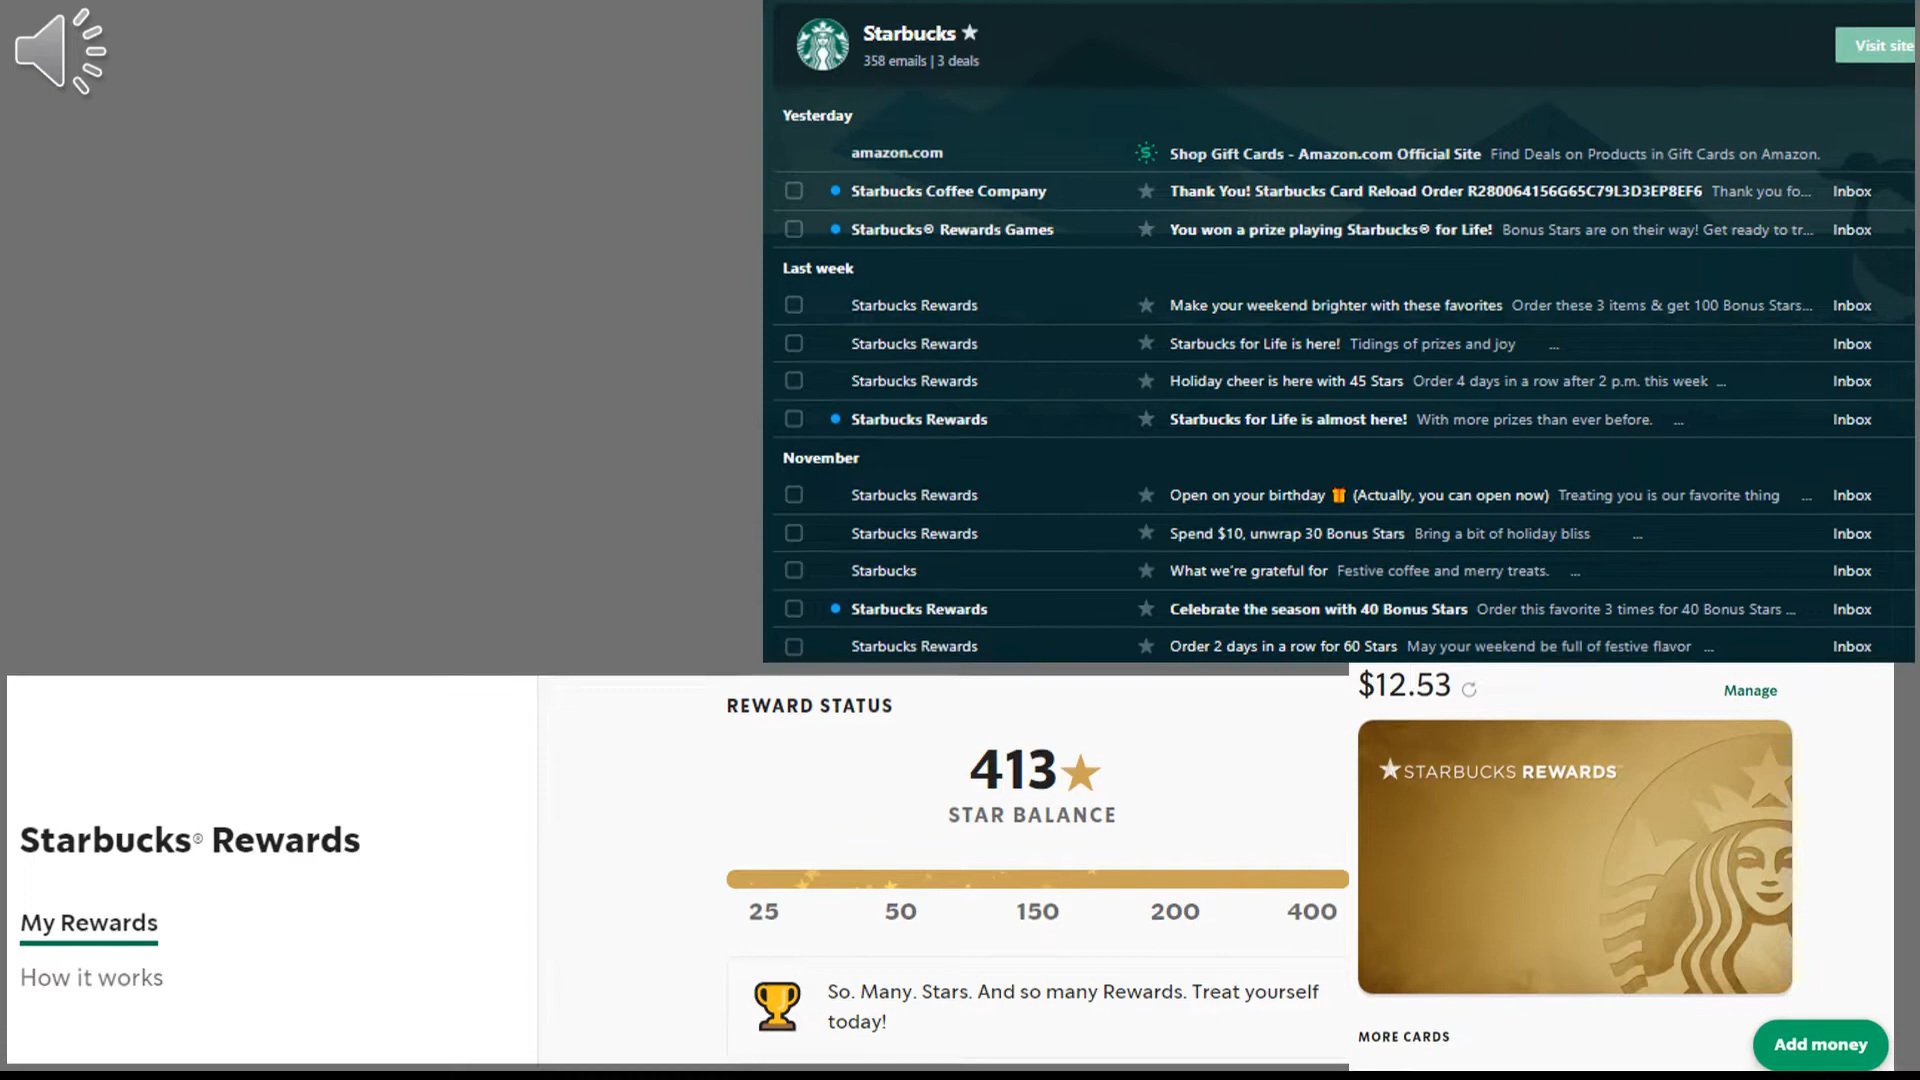 Starbucks ★
358 emails | 3 deals
Visit site
Yesterday
amazon.com Shop Gift Cards - Amazon.com Official Site Find Deals on Products in Gift Cards on Amazon.
Starbucks Coffee Company Thank You! Starbucks Card Reload Order R280064156G65C79L3D3EP8EF6 Thank you fo... Inbox
Starbucks® Rewards Games You won a prize playing Starbucks® for Life! Bonus Stars are on their way! Get ready to tr... Inbox
Last week
Starbucks Rewards Make your weekend brighter with these favorites Order these 3 items & get 100 Bonus Stars... Inbox
Starbucks Rewards Starbucks for Life is here! Tidings of prizes and joy ... Inbox
Starbucks Rewards Holiday cheer is here with 45 Stars Order 4 days in a row after 2 p.m. this week ... Inbox
Starbucks Rewards Starbucks for Life is almost here! With more prizes than ever before. ... Inbox
November
Starbucks Rewards Open on your birthday 🎁 (Actually, you can open now) Treating you is our favorite thing ... Inbox
Starbucks Rewards Spend $10, unwrap 30 Bonus Stars Bring a bit of holiday bliss ... Inbox
Starbucks What we're grateful for Festive coffee and merry treats. ... Inbox
Starbucks Rewards Celebrate the season with 40 Bonus Stars Order this favorite 3 times for 40 Bonus Stars ... Inbox
Starbucks Rewards Order 2 days in a row for 60 Stars May your weekend be full of festive flavor ... Inbox
Starbucks® Rewards
My Rewards
How it works
REWARD STATUS
413★
STAR BALANCE
25 50 150 200 400
So. Many. Stars. And so many Rewards. Treat yourself
today!
$12.53
Manage
★STARBUCKS REWARDS™
MORE CARDS
Add money